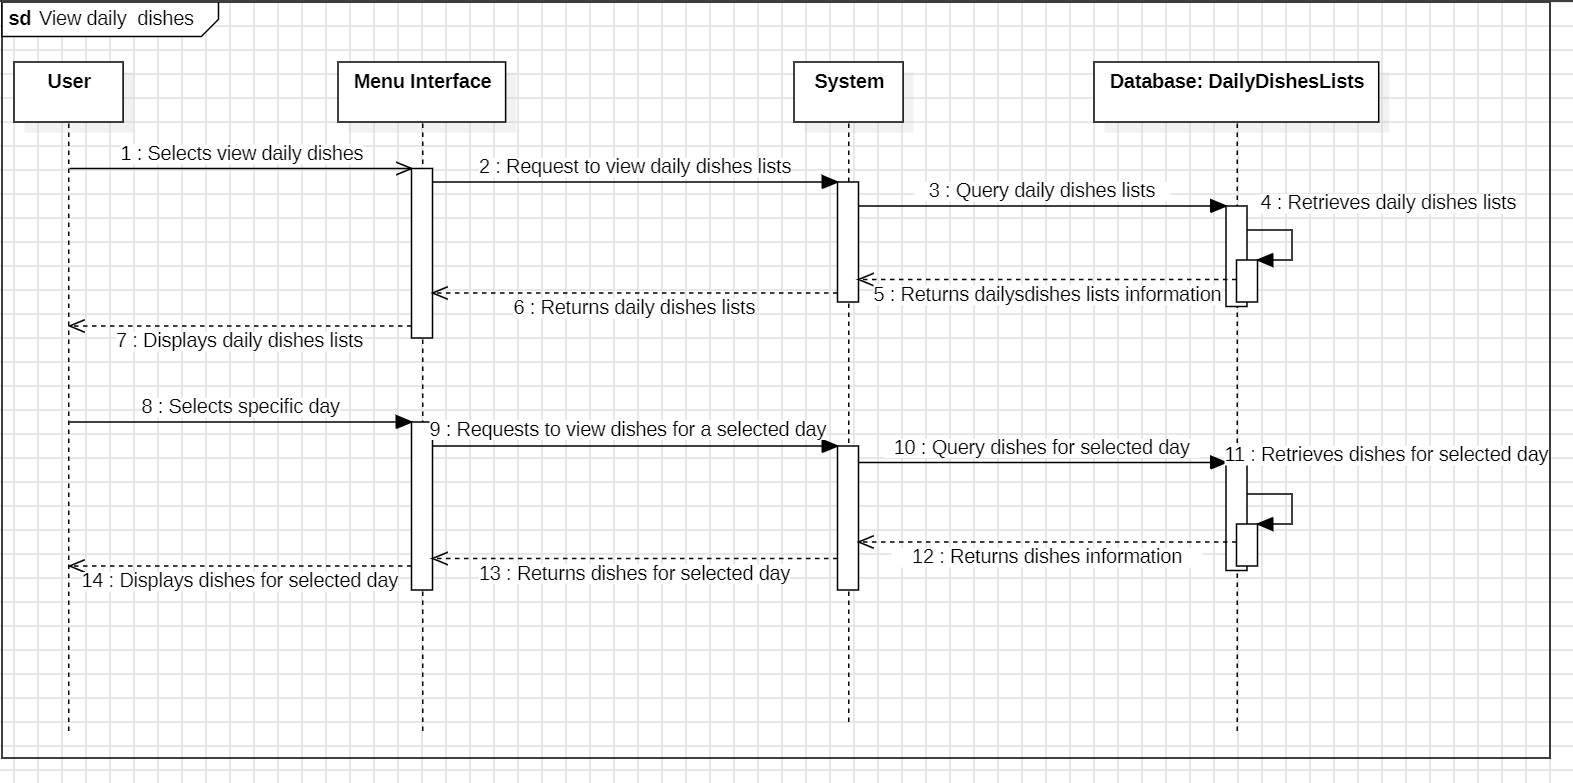 sd View daily dishes
User
Menu Interface
System
Database: DailyDishesLists
1 : Selects view daily dishes
2 : Request to view daily dishes lists
3 : Query daily dishes lists
4 : Retrieves daily dishes lists
5 : Returns dailysdishes lists information
6 : Returns daily dishes lists
7 : Displays daily dishes lists
8 : Selects specific day
9 : Requests to view dishes for a selected day
10 : Query dishes for selected day
11 : Retrieves dishes for selected day
12 : Returns dishes information
13 : Returns dishes for selected day
14 : Displays dishes for selected day